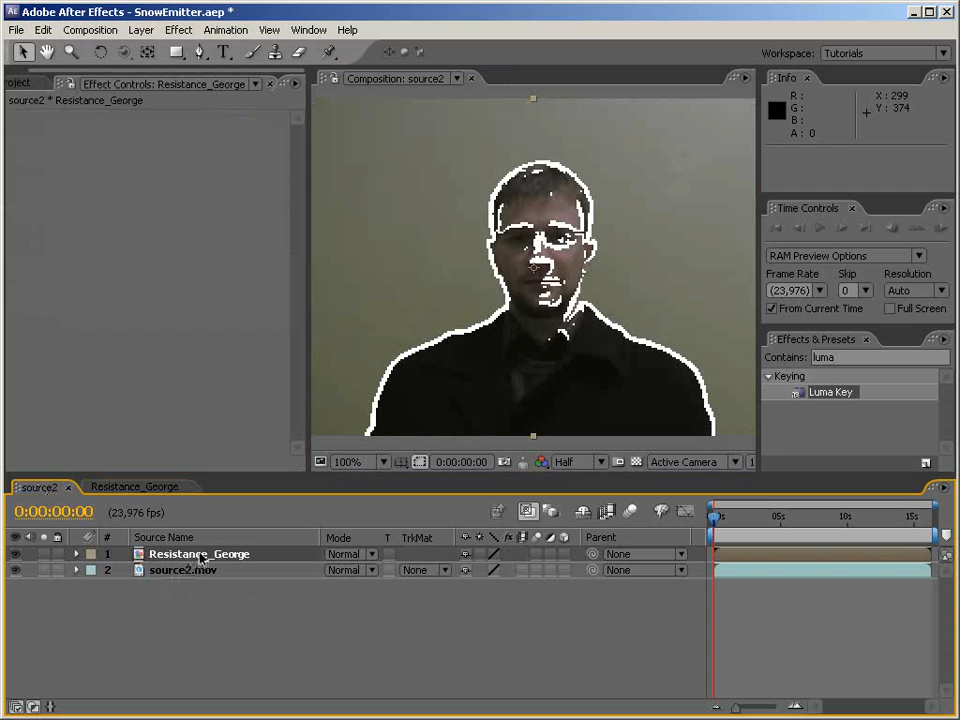 Adobe After Effects - SnowEmitter.aep *
File Edit Composition Layer Effect Animation View Window Help
Workspace: Tutorials
oject Effect Controls: Resistance_George
source2 * Resistance_George
Composition: source2
Info
R :
G :
B :
A : 0
X : 299
Y : 374
Time Controls
RAM Preview Options
Frame Rate Skip Resolution
(23,976) 0 Auto
From Current Time Full Screen
Effects & Presets
Contains: luma
Keying
Luma Key
100% 0:00:00:00 Half Active Camera 1
source2 Resistance_George
0:00:00:00 (23,976 fps)
0s 05s 10s 15s
# Source Name Mode T TrkMat Parent
1 Resistance_George Normal None
2 source2.mov Normal None None